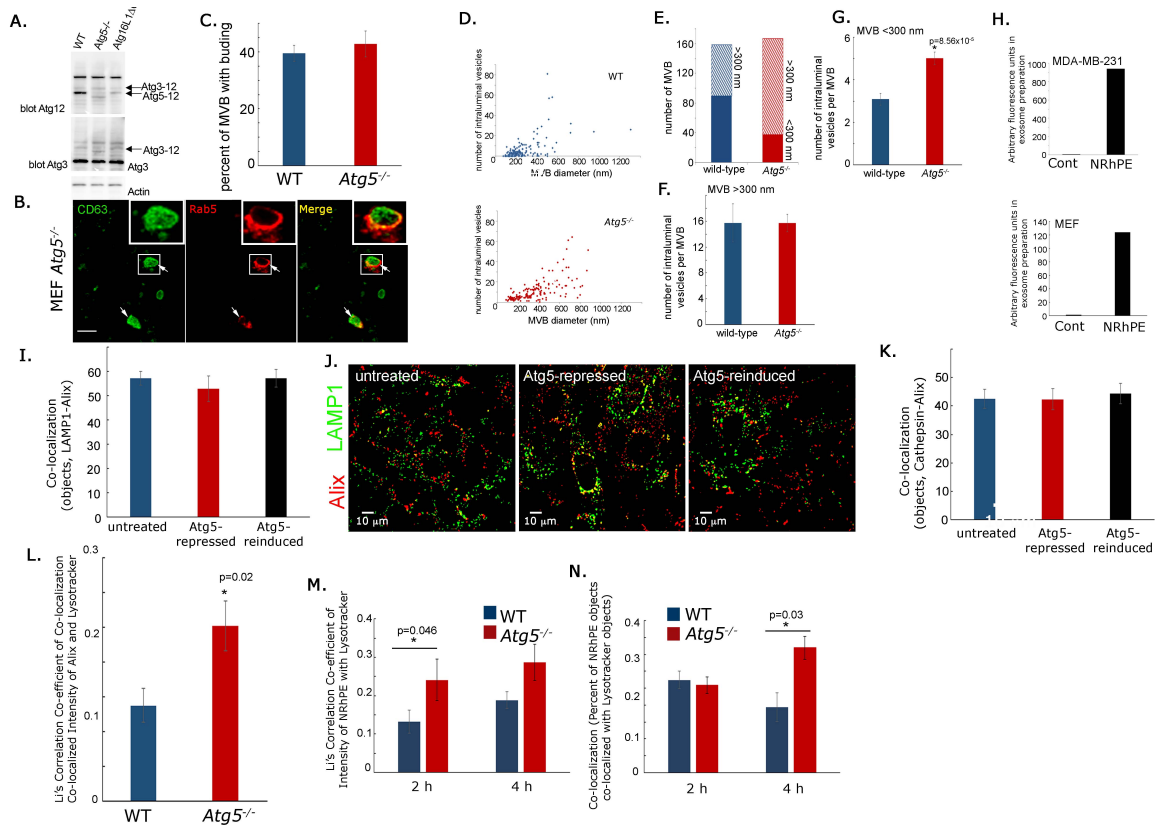 A.
WT
Atg5-/-
Atg3-12
Atg5-12
blot Atg12
Atg3-12
blot Atg3
Atg3
Actin
B.
CD63
Rab5
Merge
MEF Atg5-/-
C.
percent of MVB with buding
50
40
30
20
10
0
WT
Atg5-/-
D.
number of intraluminal vesicles
80
60
40
20
0
WT
200 400 600 800 1000 1200
MVB diameter (nm)
number of intraluminal vesicles
80
60
40
20
0
Atg5-/-
200 400 600 800 1000 1200
MVB diameter (nm)
E.
number of MVB
160
120
80
40
0
>300 nm
>300 nm
<300 nm
wild-type
Atg5-/-
F.
MVB >300 nm
number of intraluminal
vesicles per MVB
16
12
8
4
0
wild-type
Atg5-/-
G.
MVB <300 nm
p=8.56x10-5
*
number of intraluminal
vesicles per MVB
6
4
2
0
wild-type
Atg5-/-
H.
Arbitrary fluorescence units in
exosome preparation
1000
800
600
400
200
0
MDA-MB-231
Cont
NRhPE
Arbitrary fluorescence units in
exosome preparation
140
120
100
80
60
40
20
0
MEF
Cont
NRhPE
I.
Co-localization
(objects, LAMP1-Alix)
60
50
40
30
20
10
0
untreated
Atg5-
repressed
Atg5-
reinduced
J.
Alix LAMP1
untreated
Atg5-repressed
Atg5-reinduced
10 μm
10 μm
10 μm
K.
Co-localization
(objects, Cathepsin-Alix)
50
40
30
20
10
0
untreated
Atg5-
repressed
Atg5-
reinduced
L.
Li's Correlation Co-efficient of Co-localization
Co-localized Intensity of Alix and Lysotracker
0.3
0.2
0.1
0
p=0.02
*
WT
Atg5-/-
M.
Li's Correlation Co-efficient of
Intensity of NRhPE with Lysotracker
0.4
0.3
0.2
0.1
0
WT
Atg5-/-
p=0.046
*
2 h
4 h
N.
Co-localization (Percent of NRhPE objects
co-localized with Lysotracker objects)
0.4
0.3
0.2
0.1
0
WT
Atg5-/-
p=0.03
*
2 h
4 h